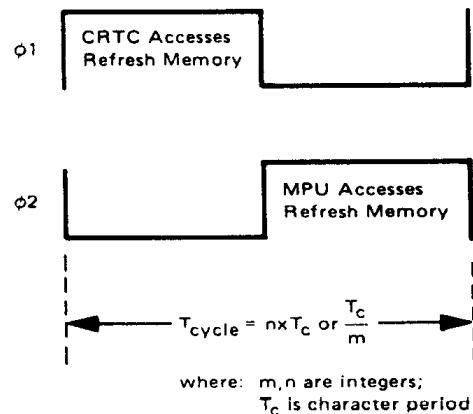 ϕ1
CRTC Accesses
Refresh Memory
ϕ2
MPU Accesses
Refresh Memory
T_cycle = nxT_c or T_c/m
where: m,n are integers;
T_c is character period